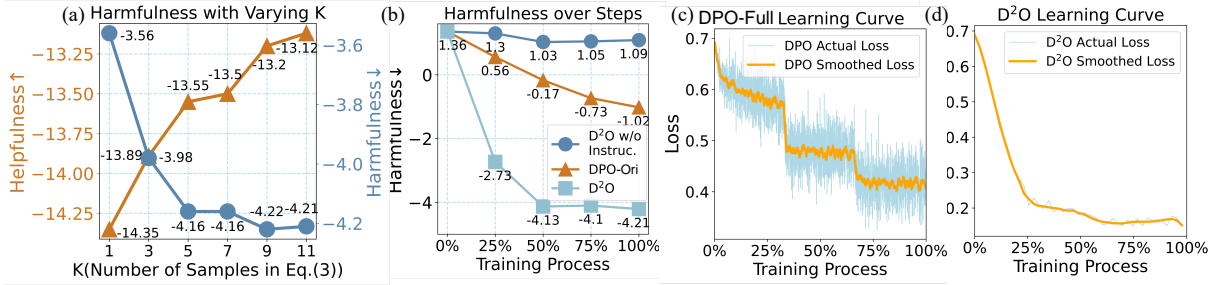 (a) Harmfulness with Varying K
Helpfulness↑
−13.25
−13.50
−13.75
−14.00
−14.25
-3.56
-13.89
-3.98
-14.35
-13.55
-13.5
-13.2
-13.12
-4.16
-4.16
-4.22
-4.21
−3.6
−3.8
−4.0
−4.2
Harmfulness↓
1 3 5 7 9 11
K(Number of Samples in Eq.(3))
(b) Harmfulness over Steps
Harmfulness↓
0
−2
−4
1.36
1.3
1.03
1.05
1.09
0.56
-0.17
-0.73
-1.02
-2.73
-4.13
-4.1
-4.21
D²O w/o
Instruc.
DPO-Ori
D²O
0% 25% 50% 75% 100%
Training Process
(c) DPO-Full Learning Curve
Loss
0.7
0.6
0.5
0.4
DPO Actual Loss
DPO Smoothed Loss
0% 25% 50% 75% 100%
Training Process
(d) D²O Learning Curve
0.7
0.6
0.5
0.4
0.3
0.2
D²O Actual Loss
D²O Smoothed Loss
0% 25% 50% 75% 100%
Training Process